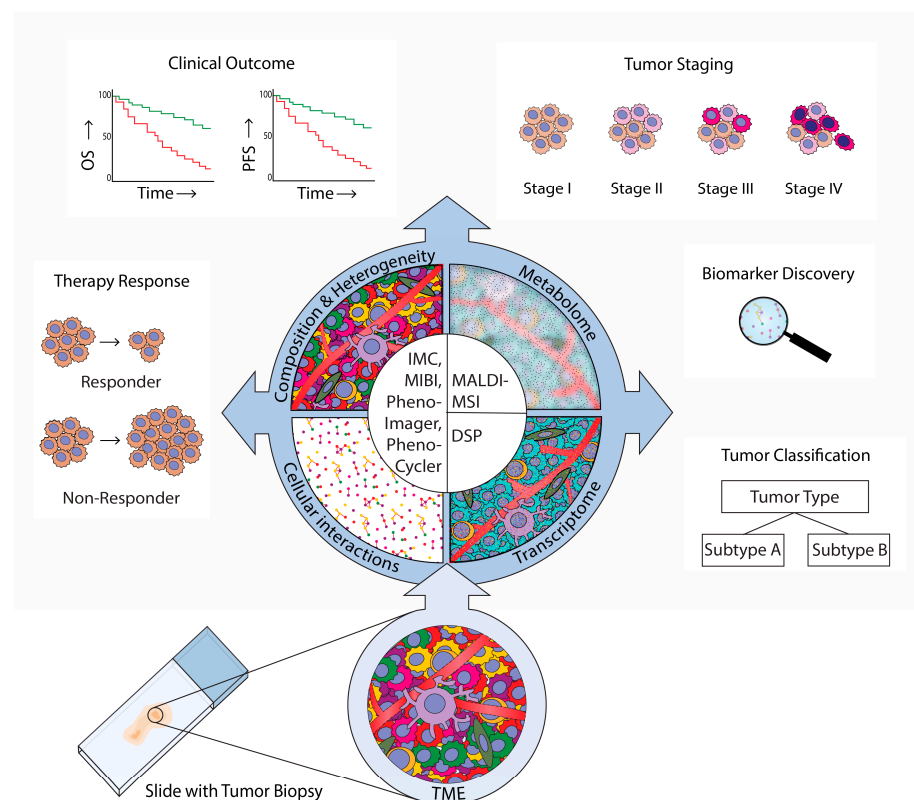 Clinical Outcome
100
50
0
OS →
Time →
100
50
0
PFS →
Time →
Tumor Staging
Stage I
Stage II
Stage III
Stage IV
Therapy Response
Responder
Non-Responder
Composition & Heterogeneity
Metabolome
Cellular interactions
Transcriptome
IMC,
MIBI,
Pheno-
Imager,
Pheno-
Cycler
MALDI-
MSI
DSP
Biomarker Discovery
Tumor Classification
Tumor Type
Subtype A
Subtype B
Slide with Tumor Biopsy
TME